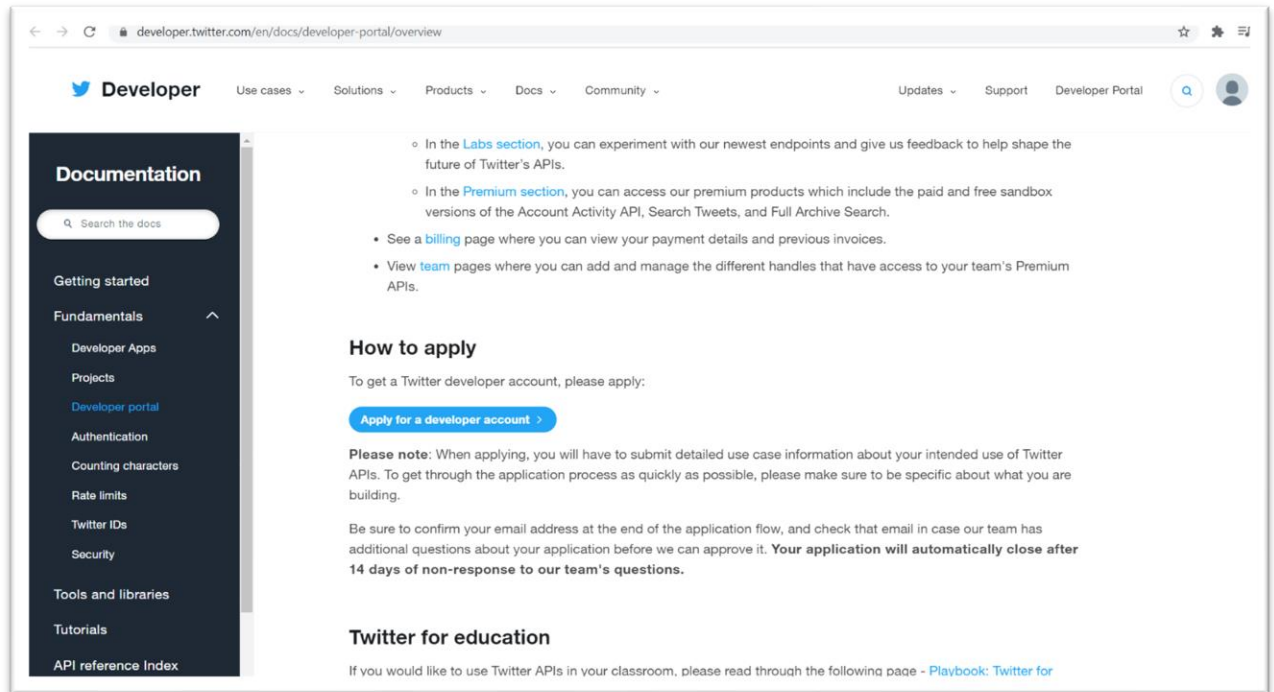 developer.twitter.com/en/docs/developer-portal/overview
Developer
Use cases
Solutions
Products
Docs
Community
Updates
Support
Developer Portal
Documentation
Search the docs
Getting started
Fundamentals
Developer Apps
Projects
Developer portal
Authentication
Counting characters
Rate limits
Twitter IDs
Security
Tools and libraries
Tutorials
API reference Index
In the Labs section, you can experiment with our newest endpoints and give us feedback to help shape the
future of Twitter's APIs.
In the Premium section, you can access our premium products which include the paid and free sandbox
versions of the Account Activity API, Search Tweets, and Full Archive Search.
See a billing page where you can view your payment details and previous invoices.
View team pages where you can add and manage the different handles that have access to your team's Premium
APIs.
How to apply
To get a Twitter developer account, please apply:
Apply for a developer account >
Please note: When applying, you will have to submit detailed use case information about your intended use of Twitter
APIs. To get through the application process as quickly as possible, please make sure to be specific about what you are
building.
Be sure to confirm your email address at the end of the application flow, and check that email in case our team has
additional questions about your application before we can approve it. Your application will automatically close after
14 days of non-response to our team's questions.
Twitter for education
If you would like to use Twitter APIs in your classroom, please read through the following page - Playbook: Twitter for